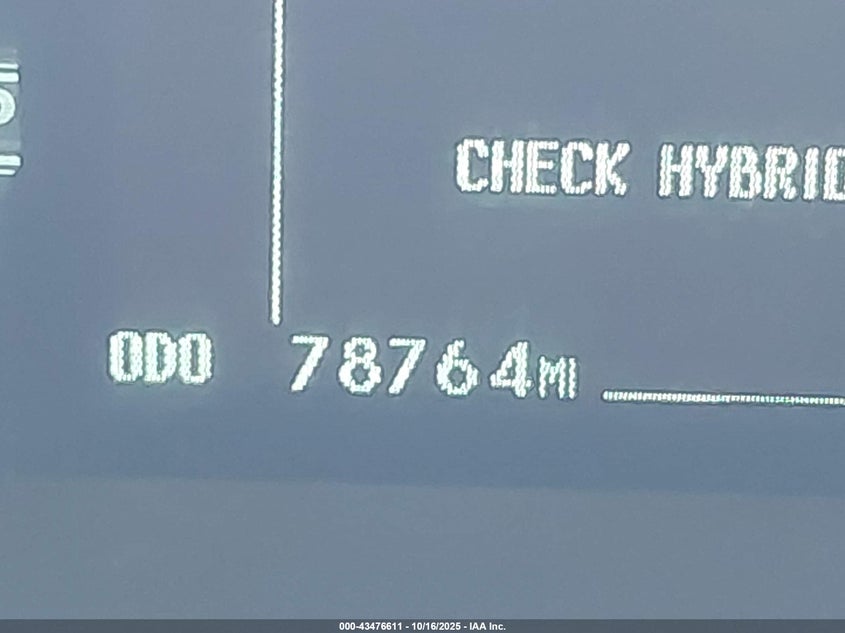 CHECK HYBRID
ODO 78764MI
000-43476611 - 10/16/2025 - IAA Inc.